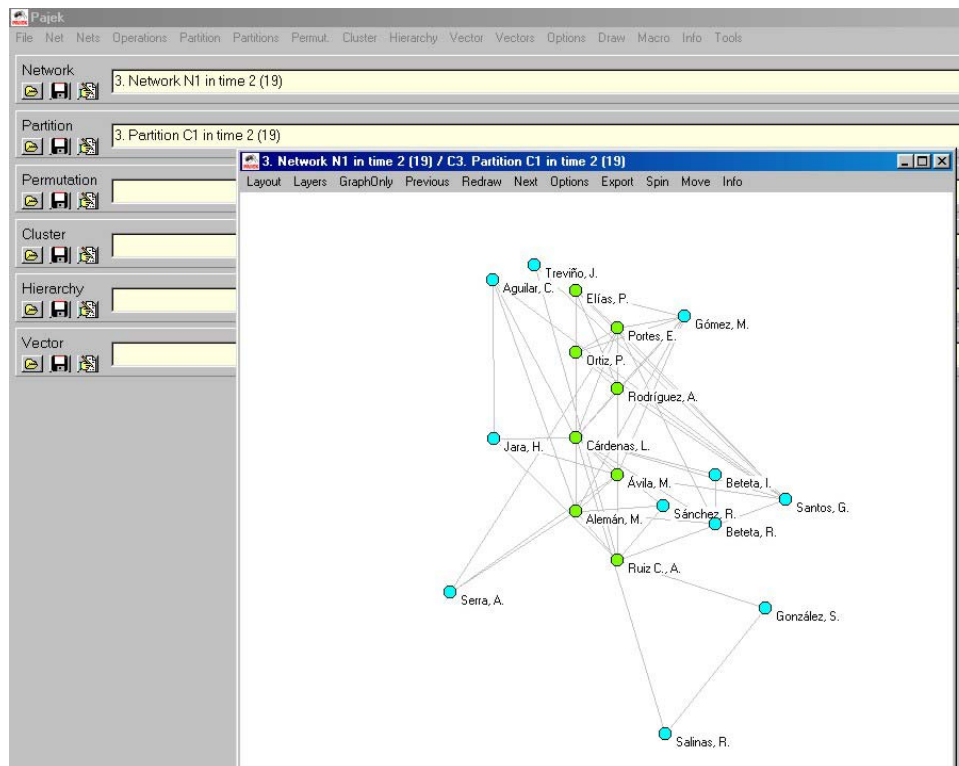 Pajek
File Net Nets Operations Partition Partitions Permut. Cluster Hierarchy Vector Vectors Options Draw Macro Info Tools
Network
3. Network N1 in time 2 (19)
Partition
3. Partition C1 in time 2 (19)
3. Network N1 in time 2 (19) / C3. Partition C1 in time 2 (19)
Permutation
Layout Layers GraphOnly Previous Redraw Next Options Export Spin Move Info
Cluster
Hierarchy
Vector
Treviño, J.
Aguilar, C.
Elías, P.
Gómez, M.
Portes, E.
Ortiz, P.
Rodríguez, A.
Jara, H.
Cárdenas, L.
Ávila, M.
Beteta, I.
Santos, G.
Sánchez, R.
Alemán, M.
Beteta, R.
Ruiz C., A.
Serra, A.
González, S.
Salinas, R.